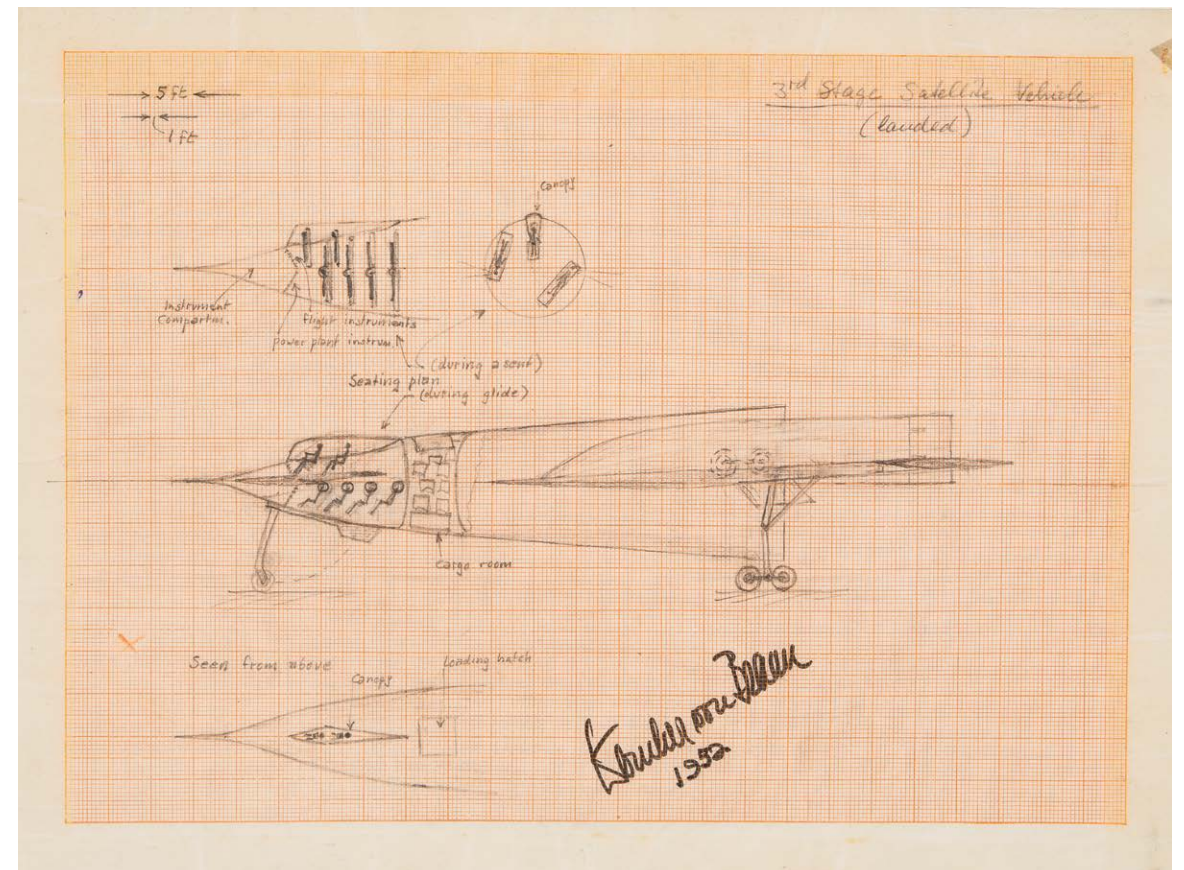 5 ft
1 ft
3rd Stage Satellite Vehicle
(landed)
Canopy
Instrument
Compartm.
flight instruments
power plant instrum.
(during asent)
Seating plan
(during glide)
Cargo room
Seen from above
Loading hatch
Canopy
Wernher von Braun
1952